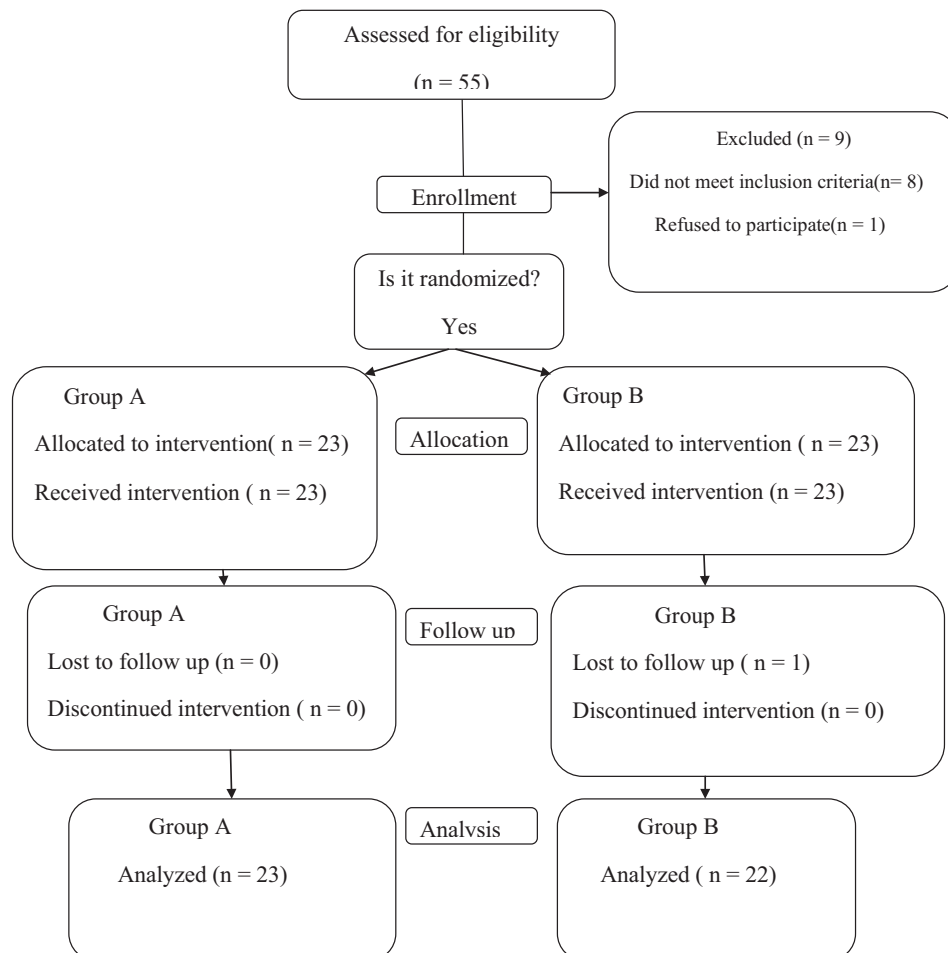 Assessed for eligibility
(n = 55)
Excluded (n = 9)
Did not meet inclusion criteria(n= 8)
Refused to participate(n = 1)
Enrollment
Is it randomized?
Yes
Group A
Allocated to intervention( n = 23)
Received intervention ( n = 23)
Allocation
Group B
Allocated to intervention ( n = 23)
Received intervention (n = 23)
Group A
Lost to follow up (n = 0)
Discontinued intervention ( n = 0)
Follow up
Group B
Lost to follow up ( n = 1)
Discontinued intervention (n = 0)
Group A
Analyzed (n = 23)
Analysis
Group B
Analyzed ( n = 22)